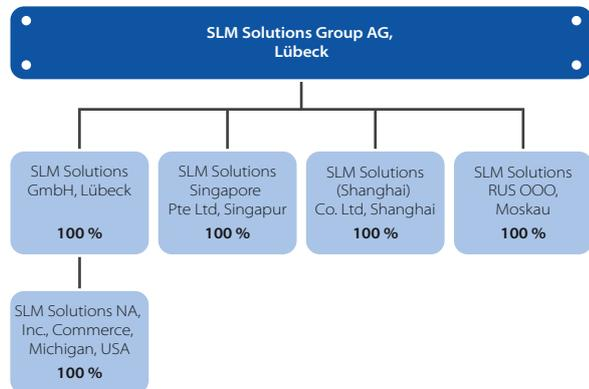 SLM Solutions Group AG,
Lübeck
SLM Solutions
GmbH, Lübeck
100 %
SLM Solutions
Singapore
Pte Ltd, Singapur
100 %
SLM Solutions
(Shanghai)
Co. Ltd, Shanghai
100 %
SLM Solutions
RUS OOO,
Moskau
100 %
SLM Solutions NA,
Inc., Commerce,
Michigan, USA
100 %